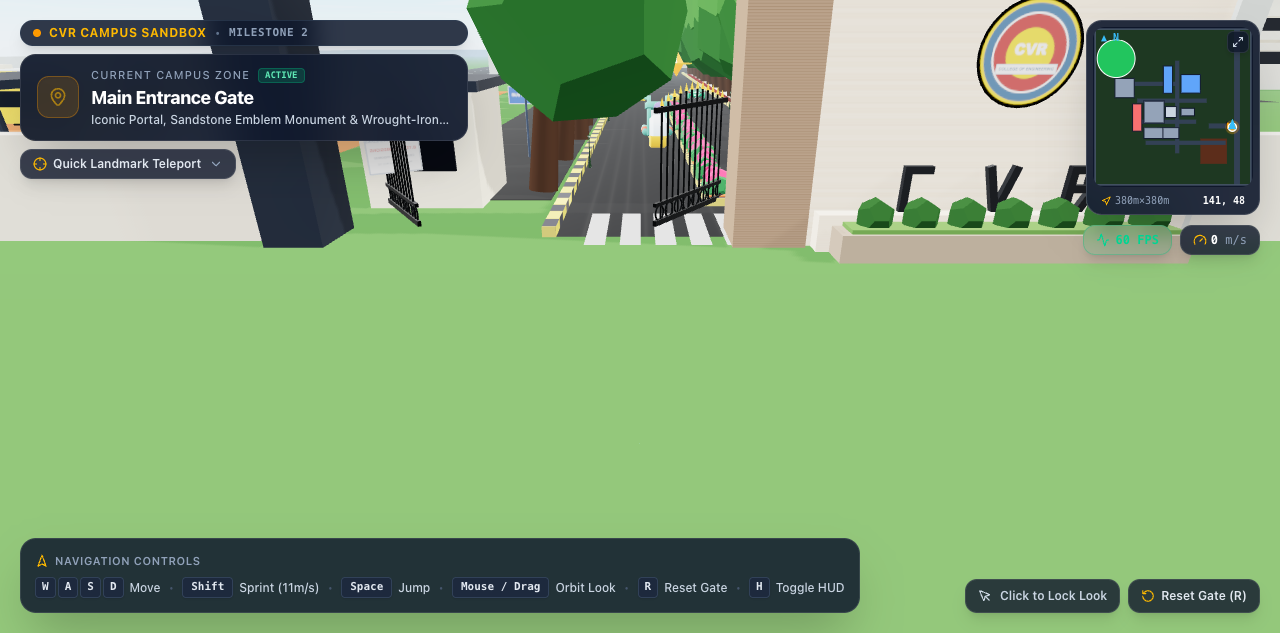 CVR CAMPUS SANDBOX • MILESTONE 2
CURRENT CAMPUS ZONE ACTIVE
Main Entrance Gate
Iconic Portal, Sandstone Emblem Monument & Wrought-Iron...
Quick Landmark Teleport
CVR
C V R
N
380m×380m 141, 48
60 FPS 0 m/s
NAVIGATION CONTROLS
W A S D Move • Shift Sprint (11m/s) • Space Jump • Mouse / Drag Orbit Look • R Reset Gate • H Toggle HUD
Click to Lock Look Reset Gate (R)